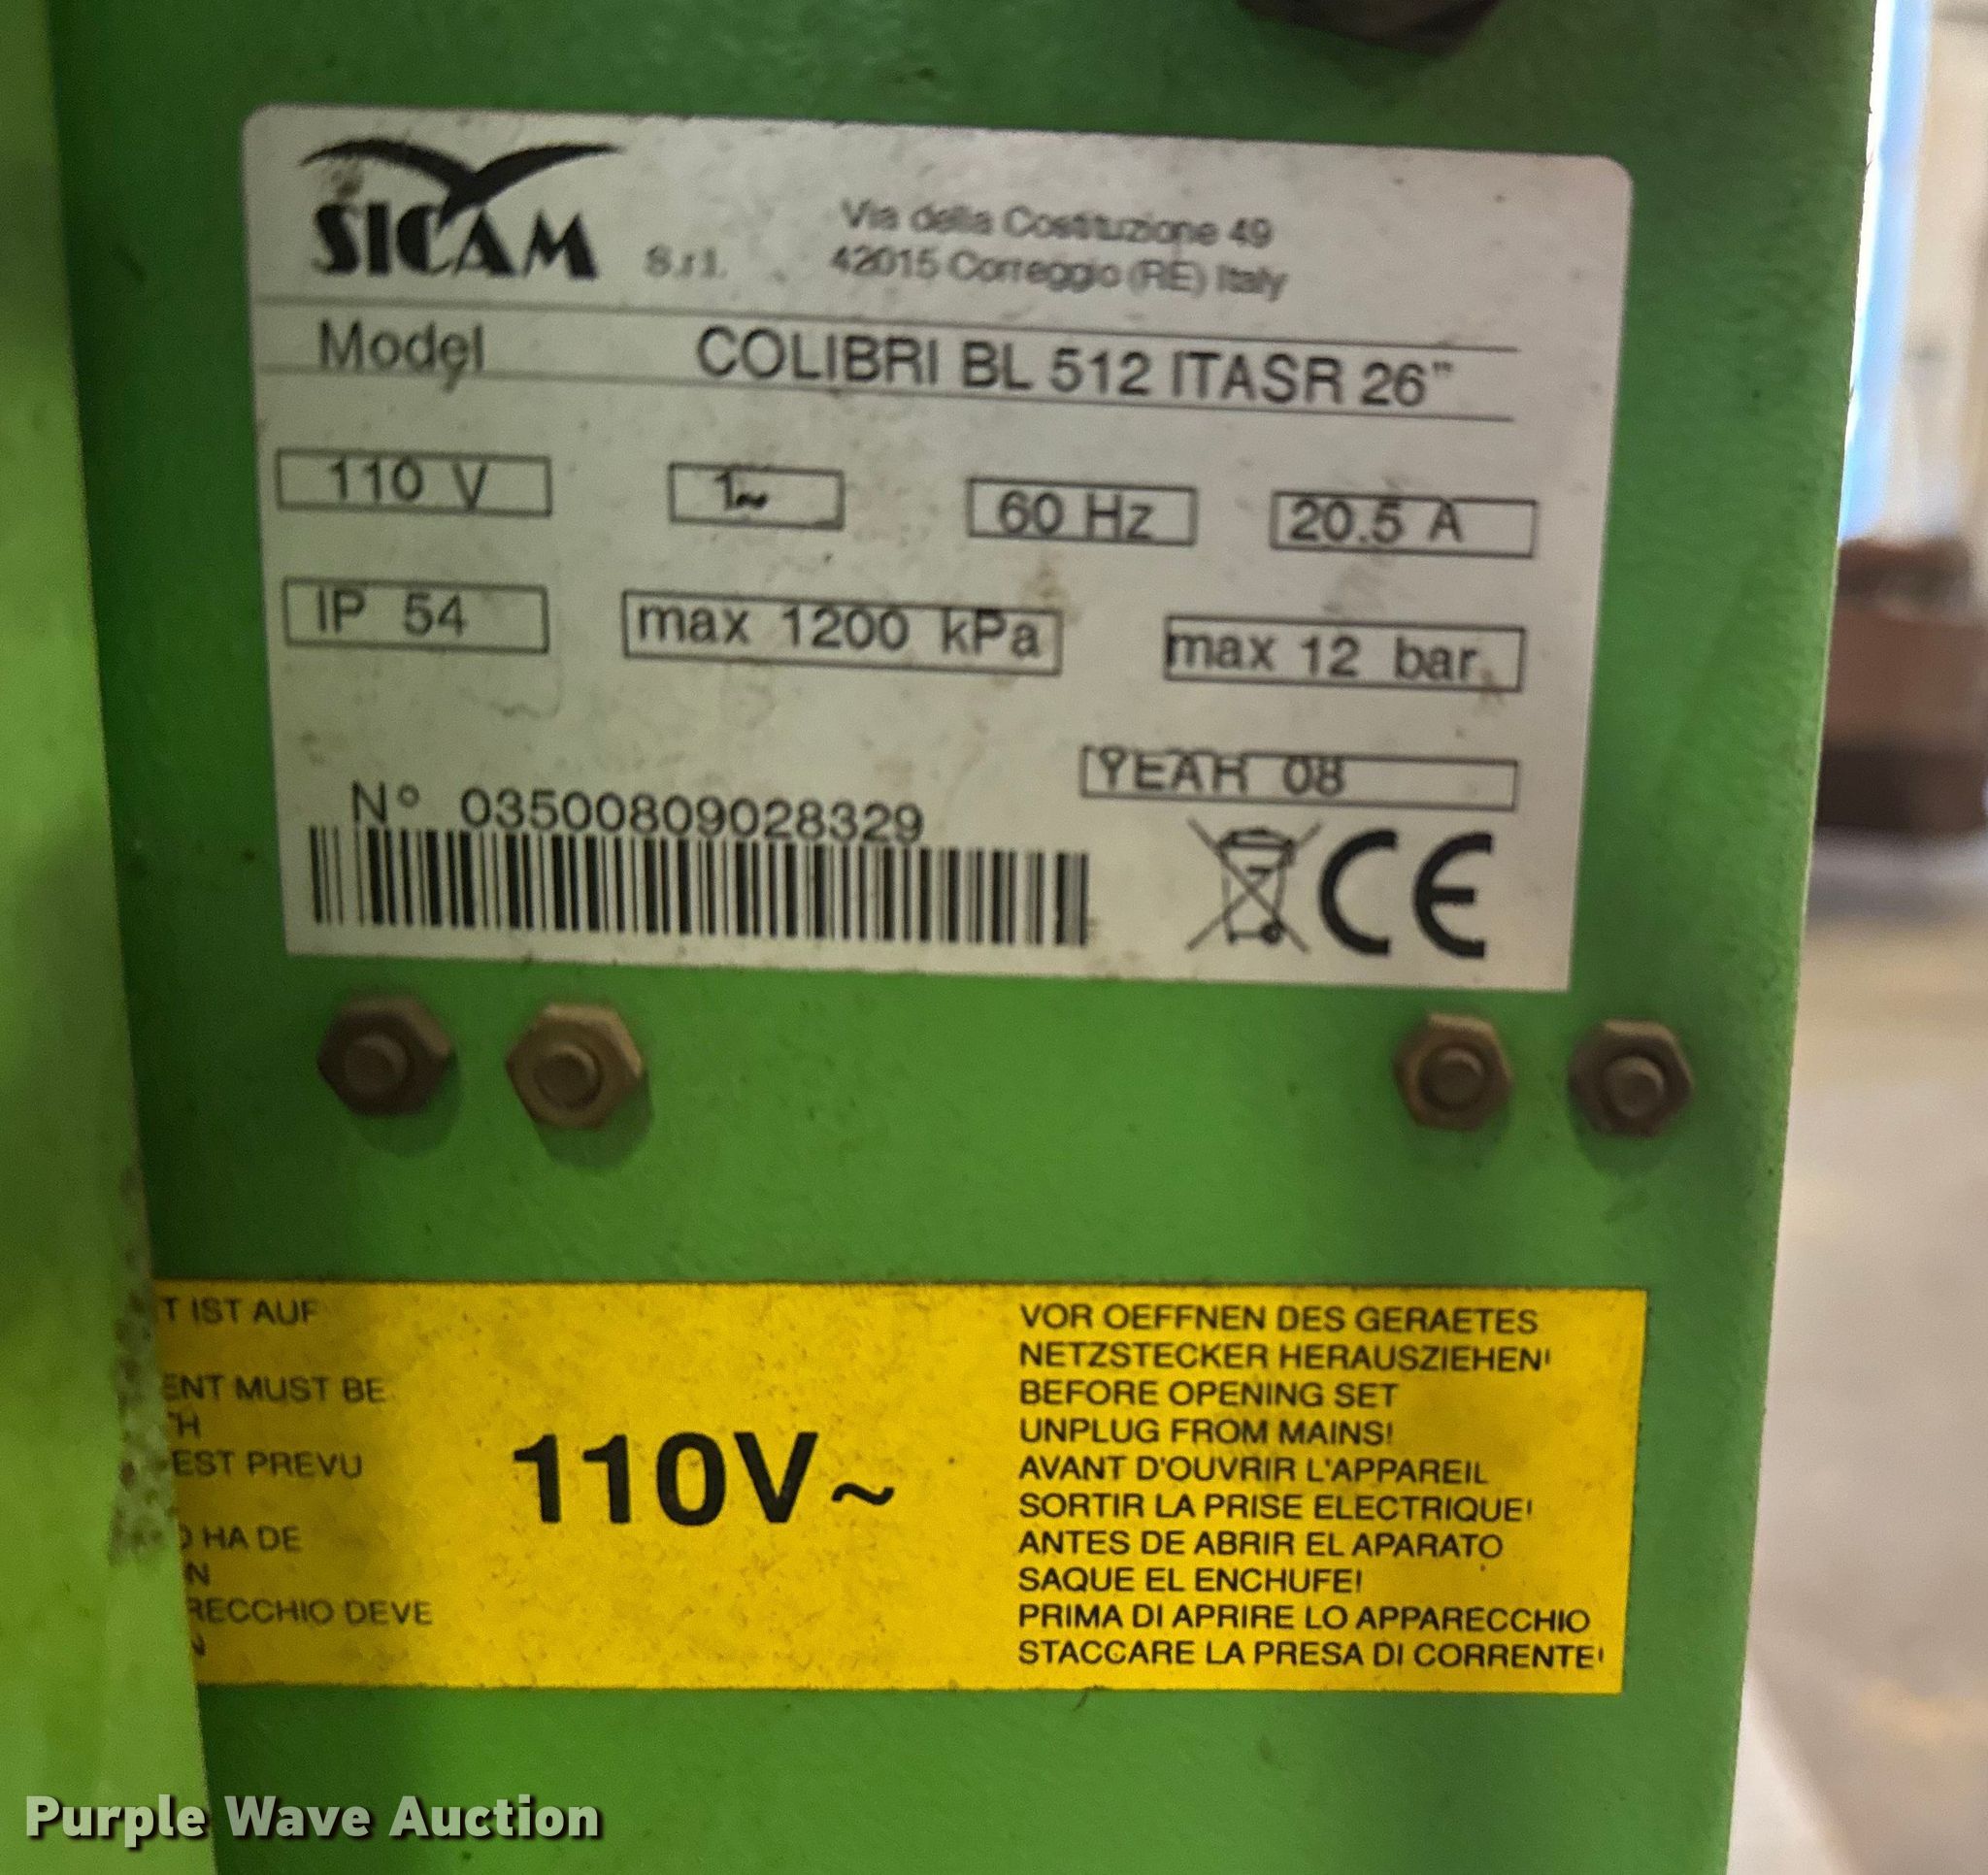 SICAM S.r.l.
Via della Costituzione 49
42015 Correggio (RE) Italy
Model COLIBRI BL 512 ITASR 26"
110 V 1~ 60 Hz 20.5 A
IP 54 max 1200 kPa max 12 bar
YEAR 08
N° 03500809028329
CE
T IST AUF
ENT MUST BE
H
EST PREVU
HA DE
N
RECCHIO DEVE
N
110V~
VOR OEFFNEN DES GERAETES
NETZSTECKER HERAUSZIEHEN!
BEFORE OPENING SET
UNPLUG FROM MAINS!
AVANT D'OUVRIR L'APPAREIL
SORTIR LA PRISE ELECTRIQUE!
ANTES DE ABRIR EL APARATO
SAQUE EL ENCHUFE!
PRIMA DI APRIRE LO APPARECCHIO
STACCARE LA PRESA DI CORRENTE!
Purple Wave Auction